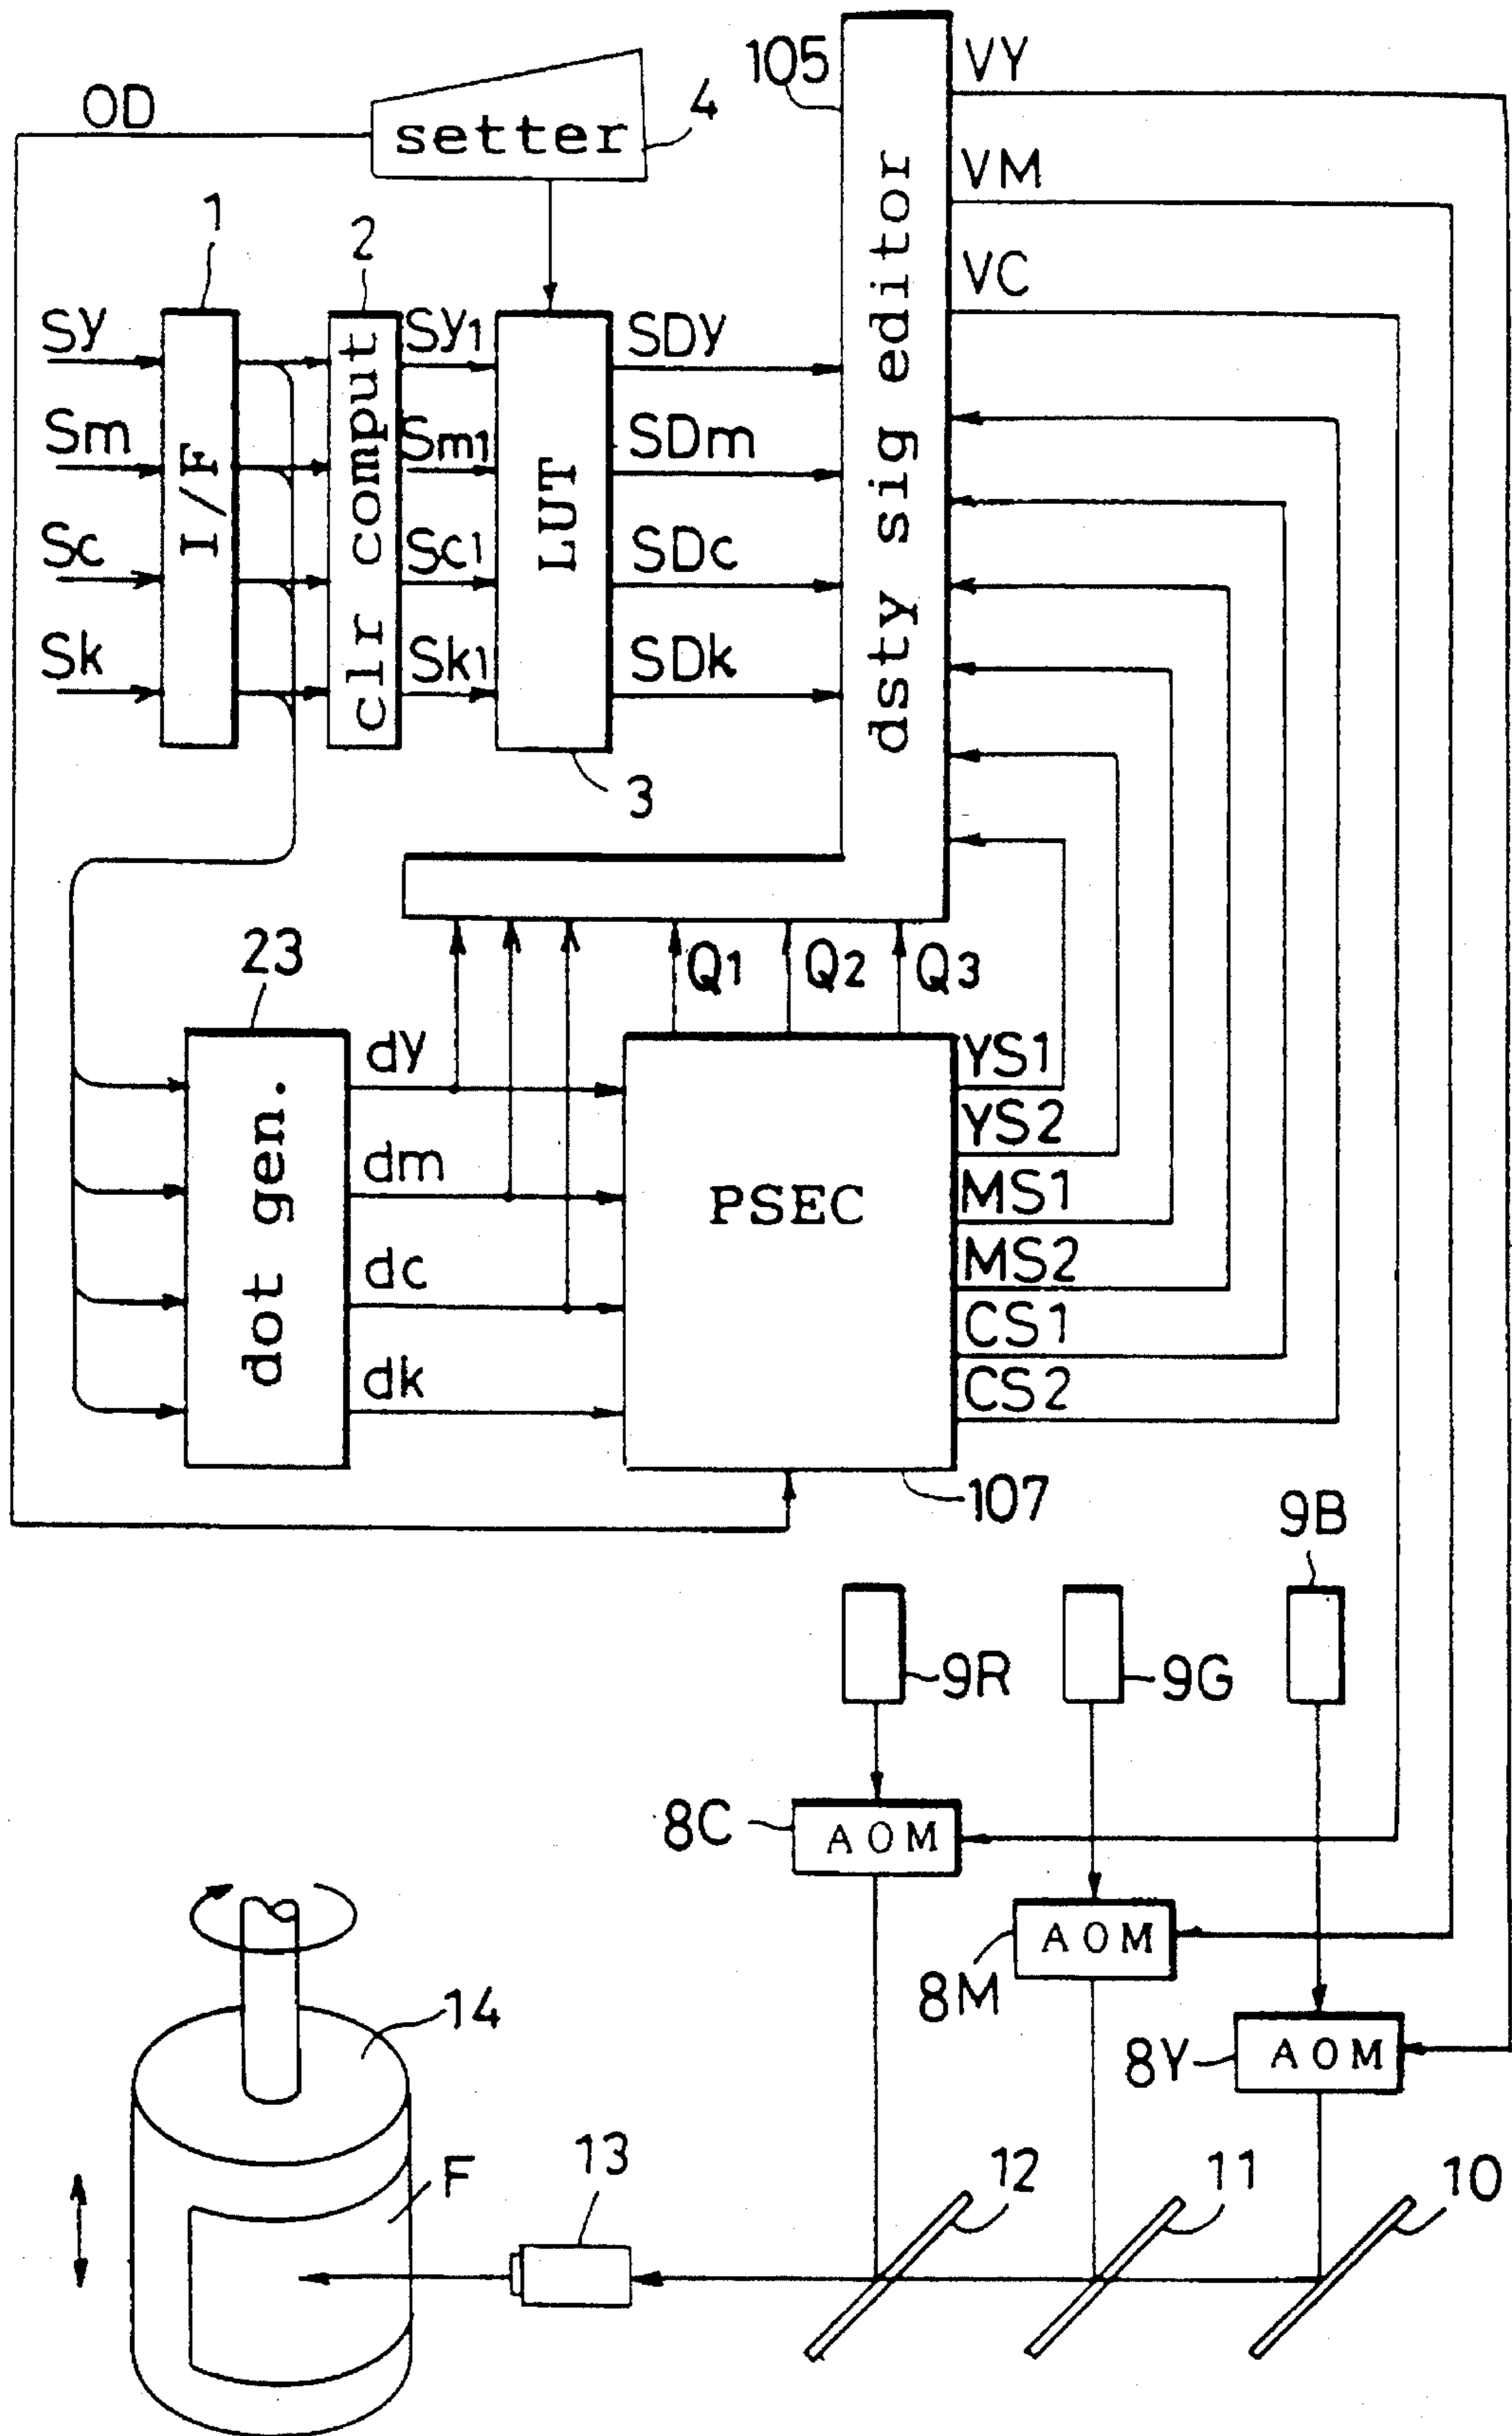 105
VY
OD
setter
4
VM
1
2
VC
Sy
I/F
clr comput
Sy1
LUT
SDy
dsty sig editor
Sm
Sm1
SDm
Sc
Sc1
SDc
Sk
Sk1
SDk
3
23
Q1
Q2
Q3
dot gen.
dy
PSEC
YS1
YS2
dm
MS1
MS2
dc
CS1
dk
CS2
107
9B
9R
9G
8C
AOM
8M
AOM
14
8Y
AOM
F
13
12
11
10